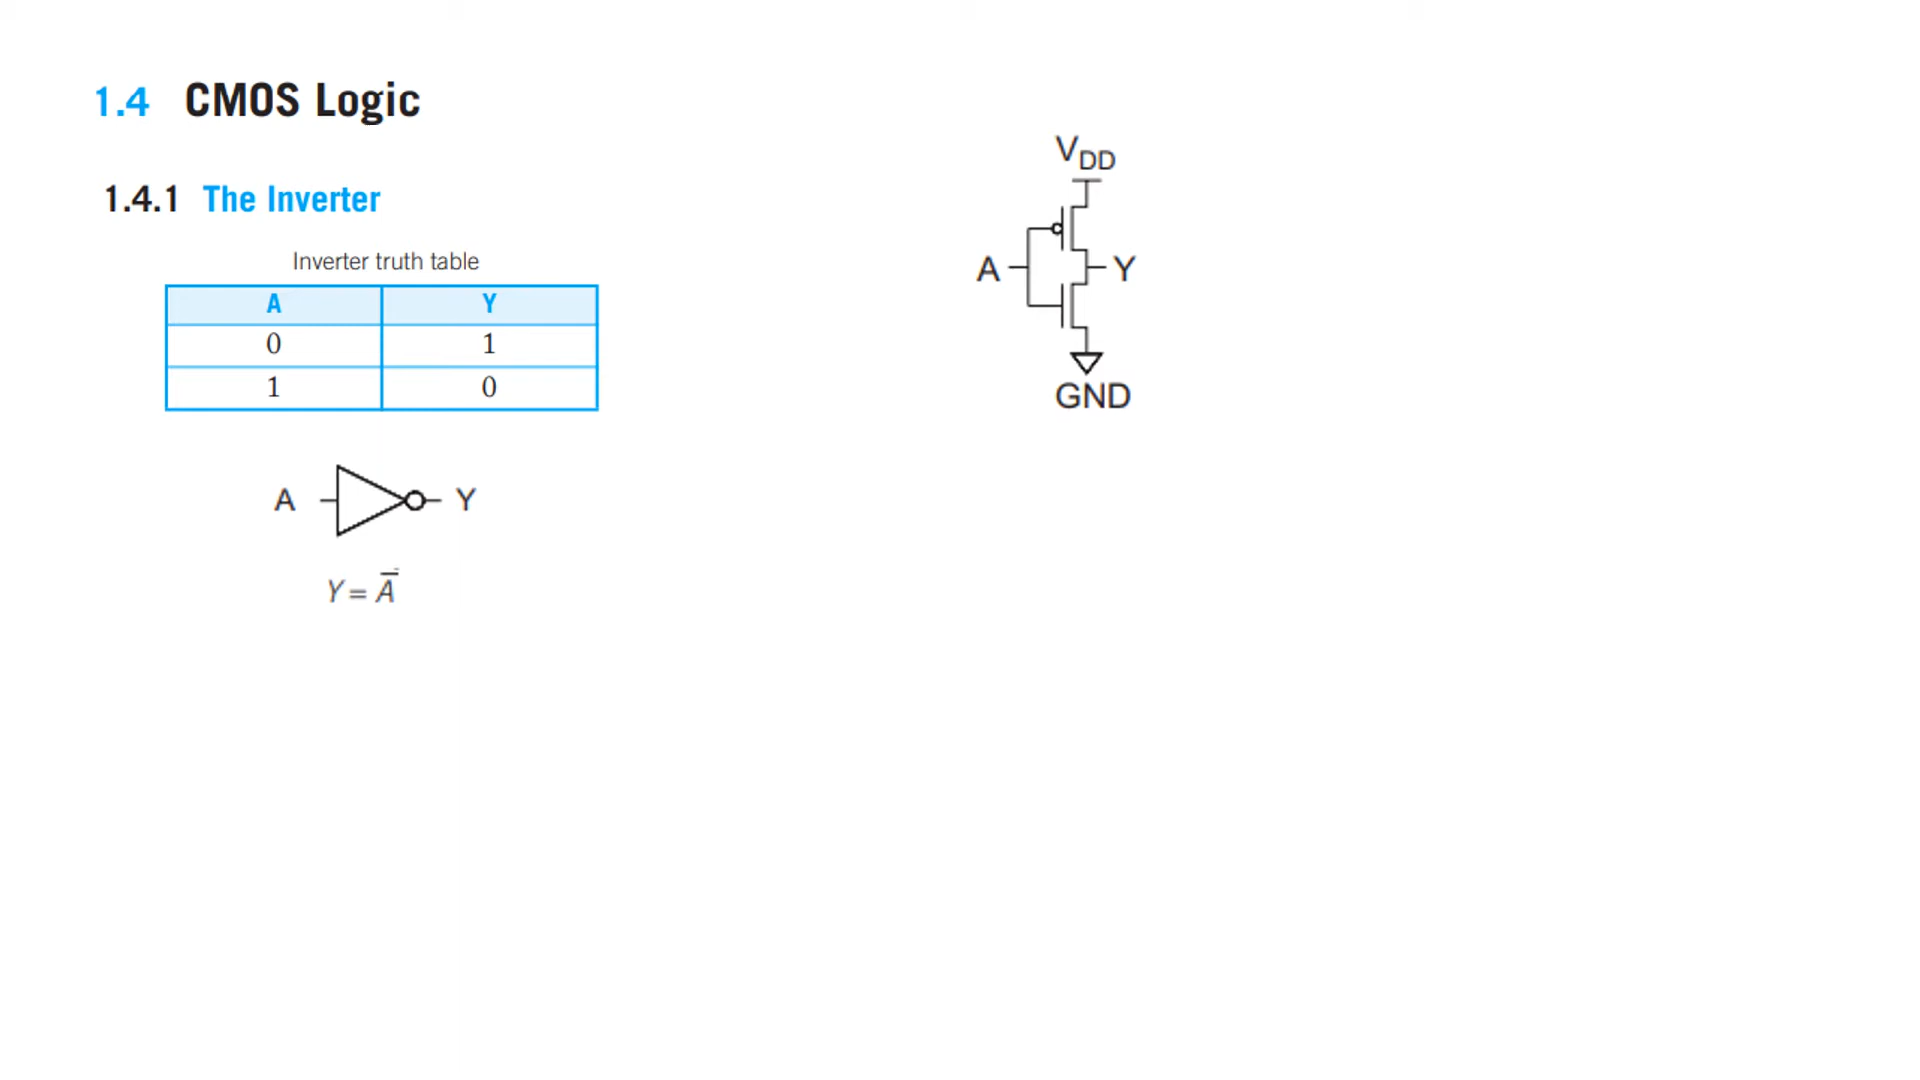 1.4 CMOS Logic
1.4.1 The Inverter
Inverter truth table
A Y
0 1
1 0
A Y
Y = A̅
VDD
A Y
GND